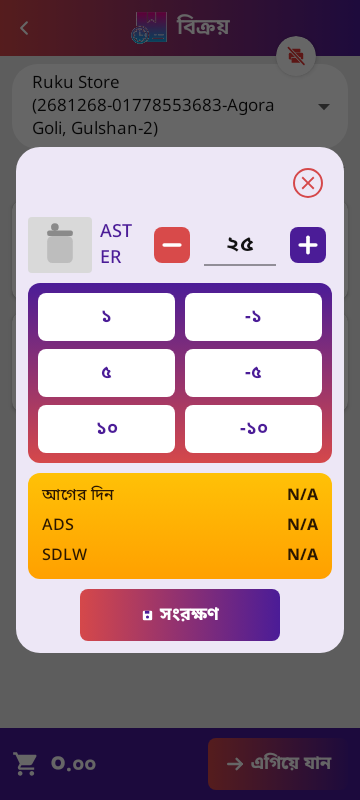 বিক্রয়
Ruku Store
(2681268-01778553683-Agora
Goli, Gulshan-2)
AST
ER
২৫
১
-১
৫
-৫
১০
-১০
আগের দিন
N/A
ADS
N/A
SDLW
N/A
সংরক্ষণ
0.০০
এগিয়ে যান